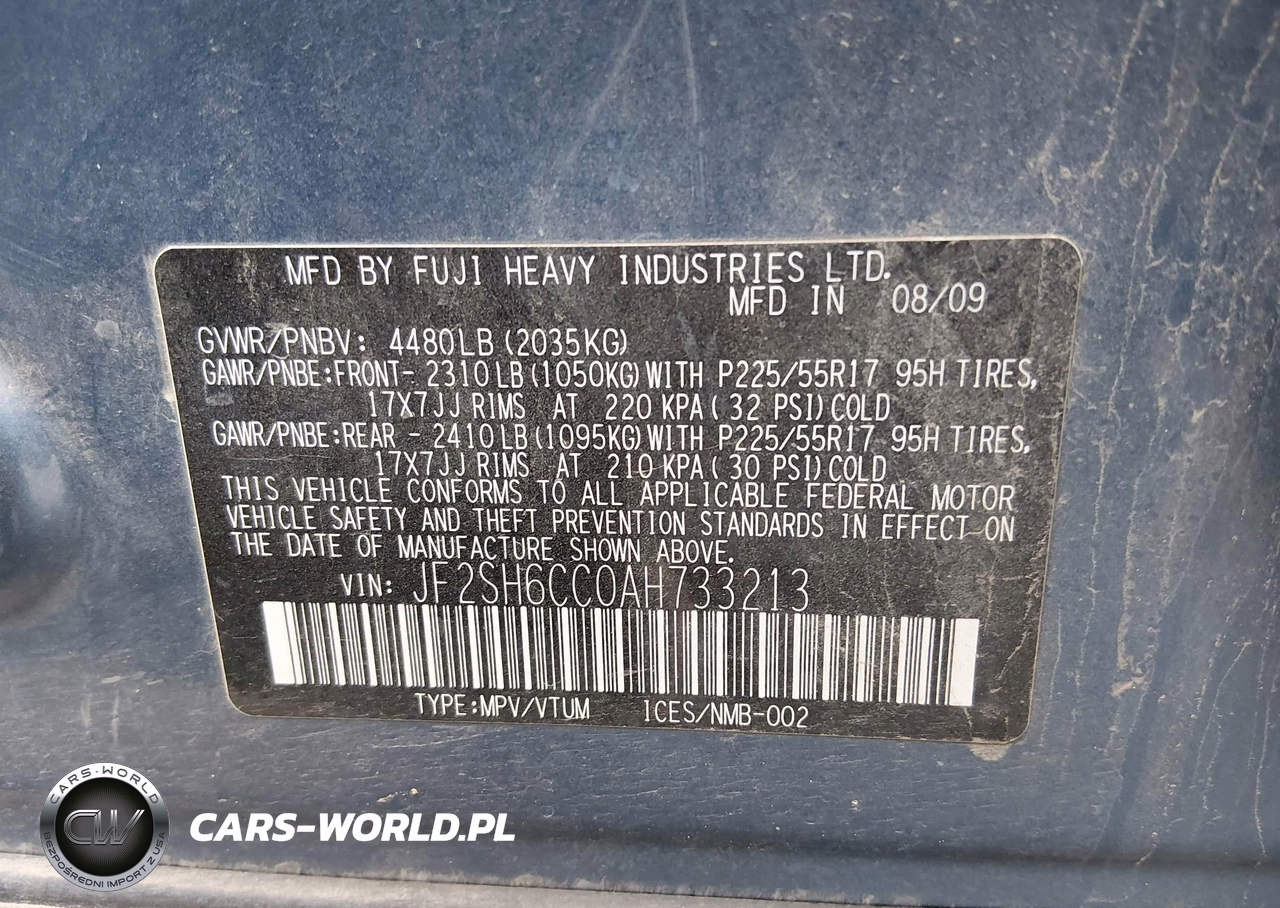 MFD BY FUJI HEAVY INDUSTRIES LTD.
MFD IN 08/09
GVWR/PNBV: 4480LB (2035KG)
GAWR/PNBE:FRONT- 2310LB(1050KG)WITH P225/55R17 95H TIRES,
17X7JJ RIMS AT 220 KPA( 32 PSI)COLD
GAWR/PNBE:REAR - 2410LB(1095KG)WITH P225/55R17 95H TIRES,
17X7JJ RIMS AT 210 KPA( 30 PSI)COLD
THIS VEHICLE CONFORMS TO ALL APPLICABLE FEDERAL MOTOR
VEHICLE SAFETY AND THEFT PREVENTION STANDARDS IN EFFECT ON
THE DATE OF MANUFACTURE SHOWN ABOVE.
VIN: JF2SH6CC0AH733213
TYPE:MPV/VTUM ICES/NMB-002
CARS-WORLD
CW
BEZPOŚREDNI IMPORT Z USA
CARS-WORLD.PL